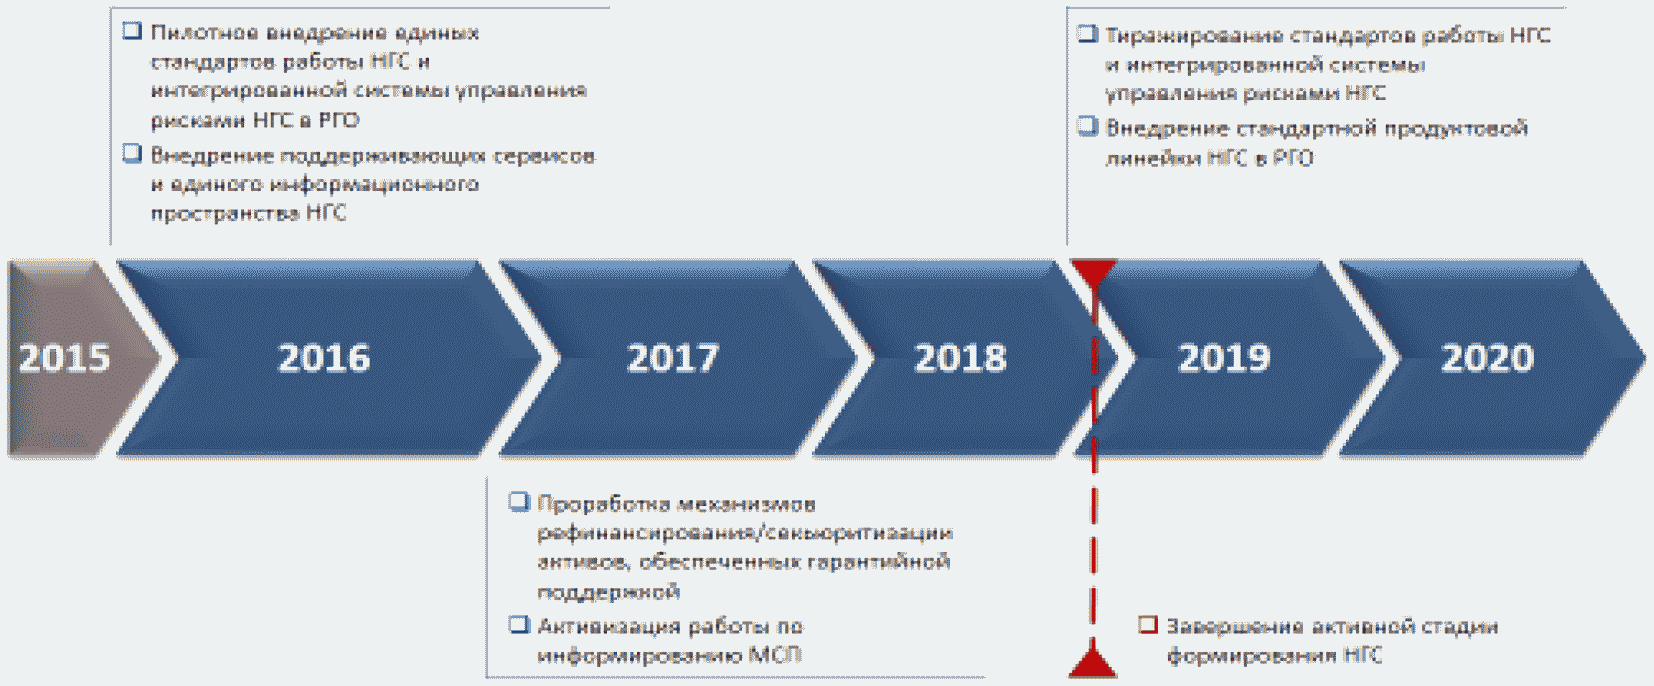 Пилотное внедрение единых
стандартов работы НГС и
интегрированной системы управления
рисками НГС в РГО
Внедрение поддерживающих сервисов
и единого информационного
пространства НГС
Тиражирование стандартов работы НГС
и интегрированной системы
управления рисками НГС
Внедрение стандартной продуктовой
линейки НГС в РГО
2015
2016
2017
2018
2019
2020
Проработка механизмов
рефинансирования/секьюритизации
активов, обеспеченных гарантийной
поддержкой
Активизация работы по
информированию МСП
Завершение активной стадии
формирования НГС